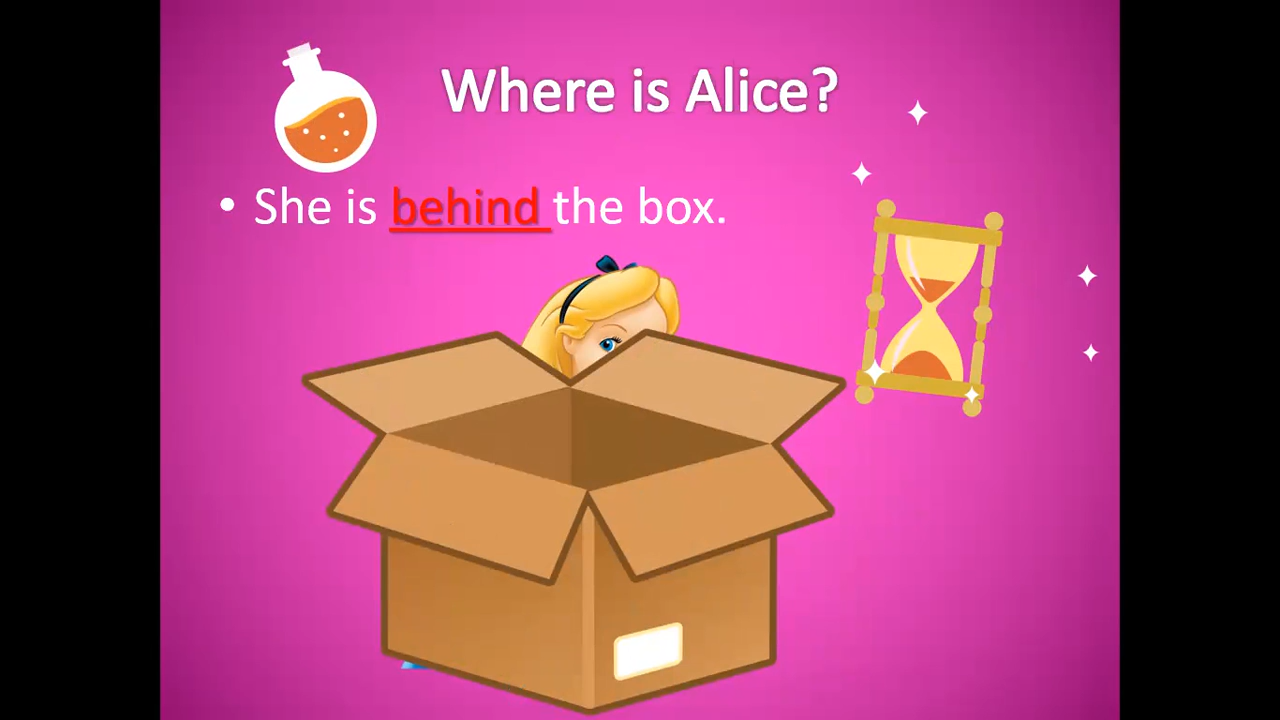 Where is Alice?
• She is behind the box.